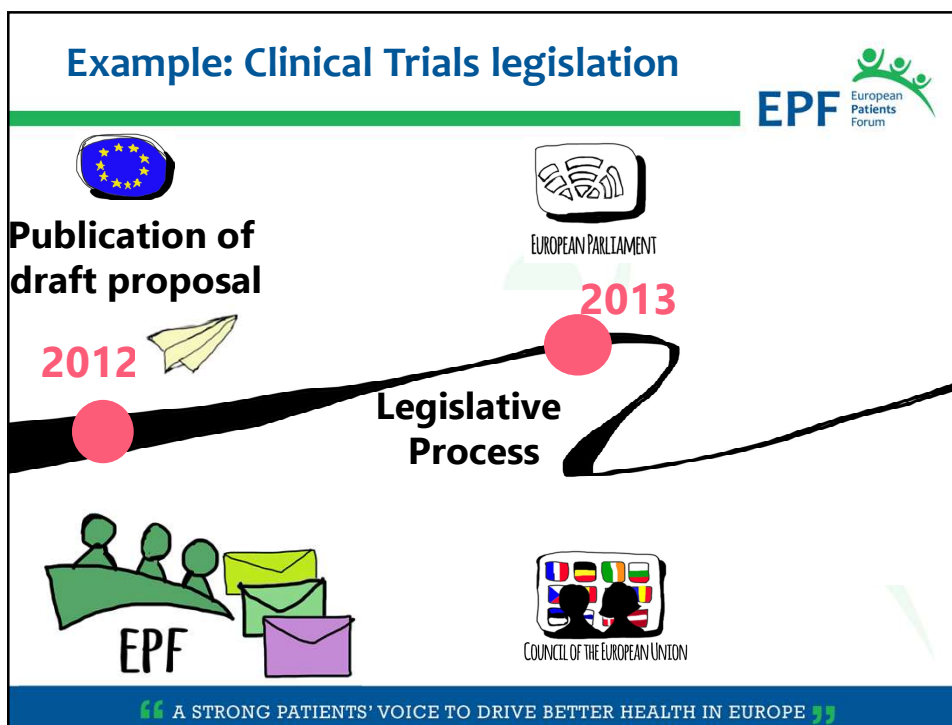 Example: Clinical Trials legislation
EPF
European
Patients
Forum
Publication of
draft proposal
EUROPEAN PARLIAMENT
2013
2012
Legislative
Process
EPF
COUNCIL OF THE EUROPEAN UNION
“ A STRONG PATIENTS’ VOICE TO DRIVE BETTER HEALTH IN EUROPE ”